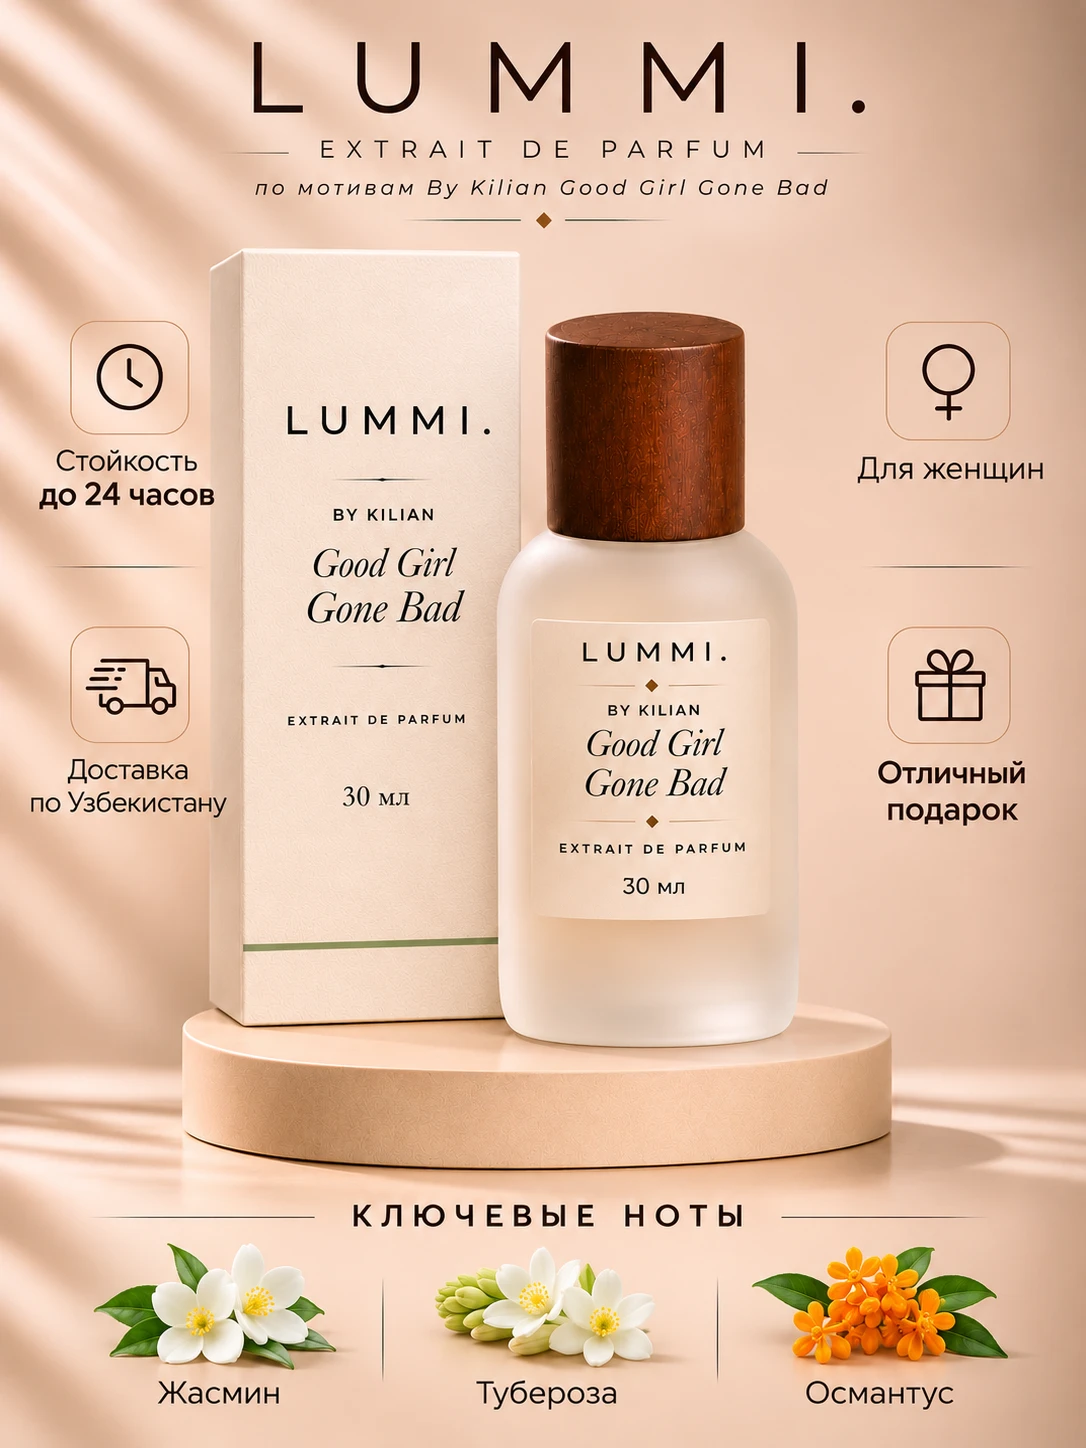 LUMMI.
EXTRAIT DE PARFUM
по мотивам By Kilian Good Girl Gone Bad
Стойкость
до 24 часов
Доставка
по Узбекистану
LUMMI.
BY KILIAN
Good Girl
Gone Bad
EXTRAIT DE PARFUM
30 мл
LUMMI.
BY KILIAN
Good Girl
Gone Bad
EXTRAIT DE PARFUM
30 мл
Для женщин
Отличный
подарок
КЛЮЧЕВЫЕ НОТЫ
Жасмин
Тубероза
Османтус